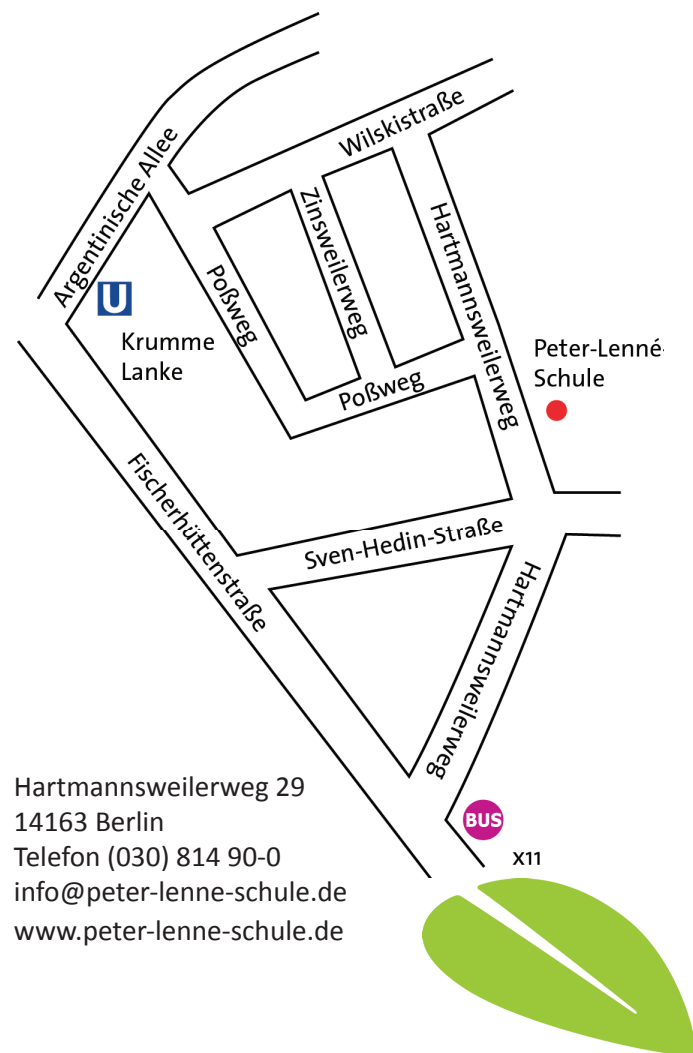 Wilskistraße
Argentinische Allee
Zinsweilerweg
Hartmannsweilerweg
Poßweg
U
Krumme
Lanke
Peter-Lenné-
Schule
Poßweg
Fischerhüttenstraße
Sven-Hedin-Straße
Hartmannsweilerweg
Hartmannsweilerweg 29
14163 Berlin
Telefon (030) 814 90-0
info@peter-lenne-schule.de
www.peter-lenne-schule.de
BUS
X11